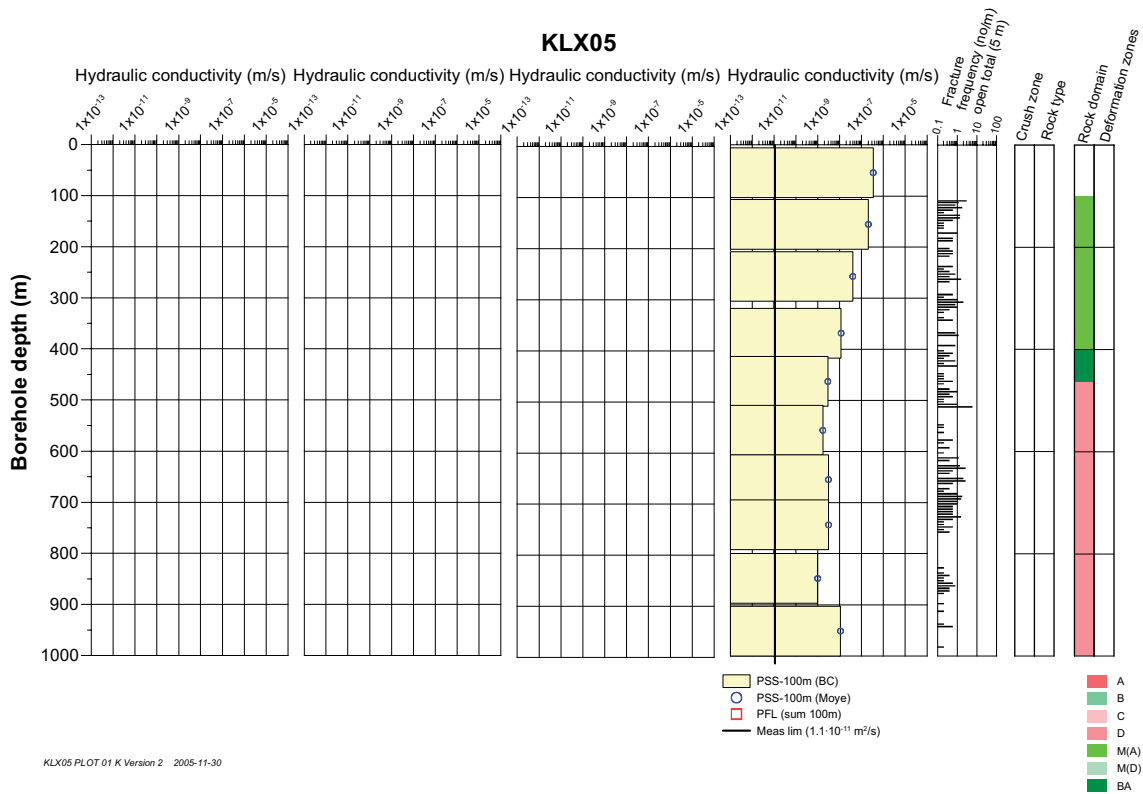 KLX05
Hydraulic conductivity (m/s) Hydraulic conductivity (m/s) Hydraulic conductivity (m/s) Hydraulic conductivity (m/s)
1x10⁻¹³ 1x10⁻¹¹ 1x10⁻⁹ 1x10⁻⁷ 1x10⁻⁵ 1x10⁻¹³ 1x10⁻¹¹ 1x10⁻⁹ 1x10⁻⁷ 1x10⁻⁵ 1x10⁻¹³ 1x10⁻¹¹ 1x10⁻⁹ 1x10⁻⁷ 1x10⁻⁵ 1x10⁻¹³ 1x10⁻¹¹ 1x10⁻⁹ 1x10⁻⁷ 1x10⁻⁵
Fracture
frequency (no/m)
open total (5 m)
0.1 1 10 100
Crush zone
Rock type
Rock domain
Deformation zones
Borehole depth (m)
0
100
200
300
400
500
600
700
800
900
1000
PSS-100m (BC)
PSS-100m (Moye)
PFL (sum 100m)
Meas lim (1.1·10⁻¹¹ m²/s)
A
B
C
D
M(A)
M(D)
BA
KLX05 PLOT 01 K Version 2 2005-11-30